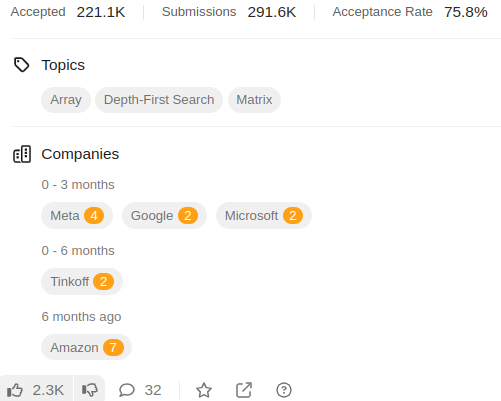 Accepted 221.1K Submissions 291.6K Acceptance Rate 75.8%
Topics
Array Depth-First Search Matrix
Companies
0 - 3 months
Meta 4 Google 2 Microsoft 2
0 - 6 months
Tinkoff 2
6 months ago
Amazon 7
2.3K 32